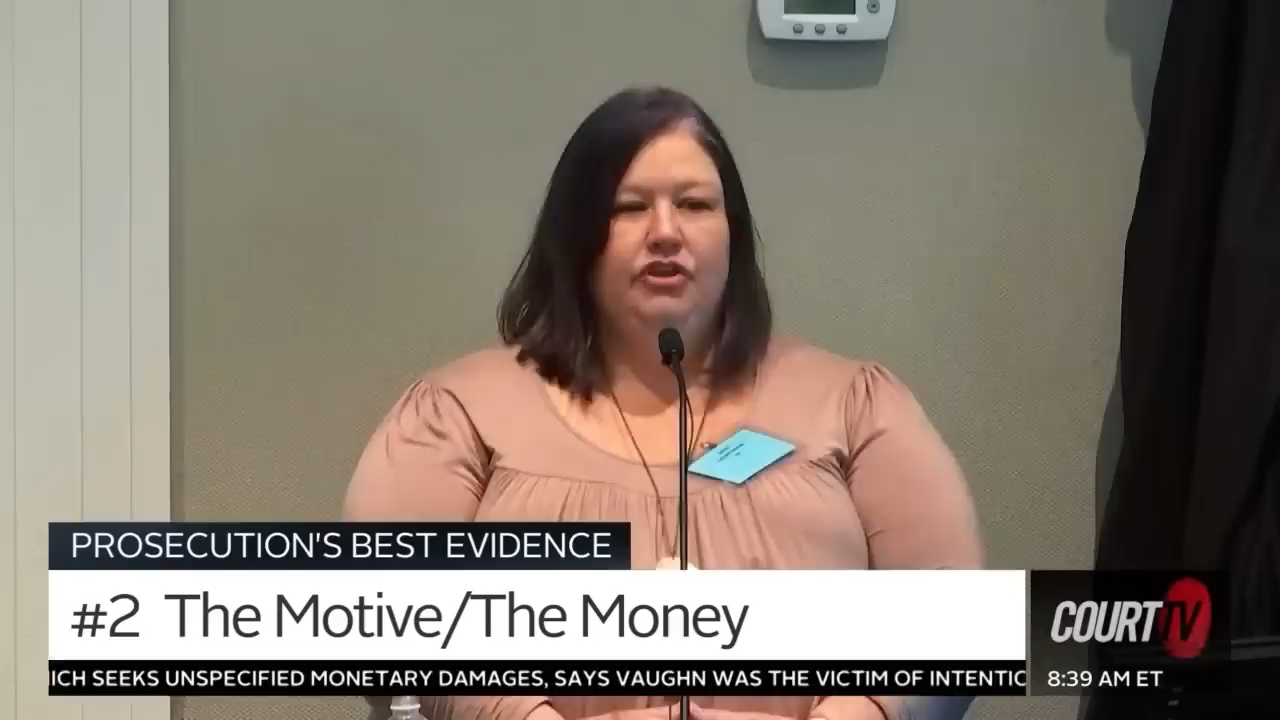 PROSECUTION'S BEST EVIDENCE
#2 The Motive/The Money
COURT TV
ICH SEEKS UNSPECIFIED MONETARY DAMAGES, SAYS VAUGHN WAS THE VICTIM OF INTENTIC
8:39 AM ET